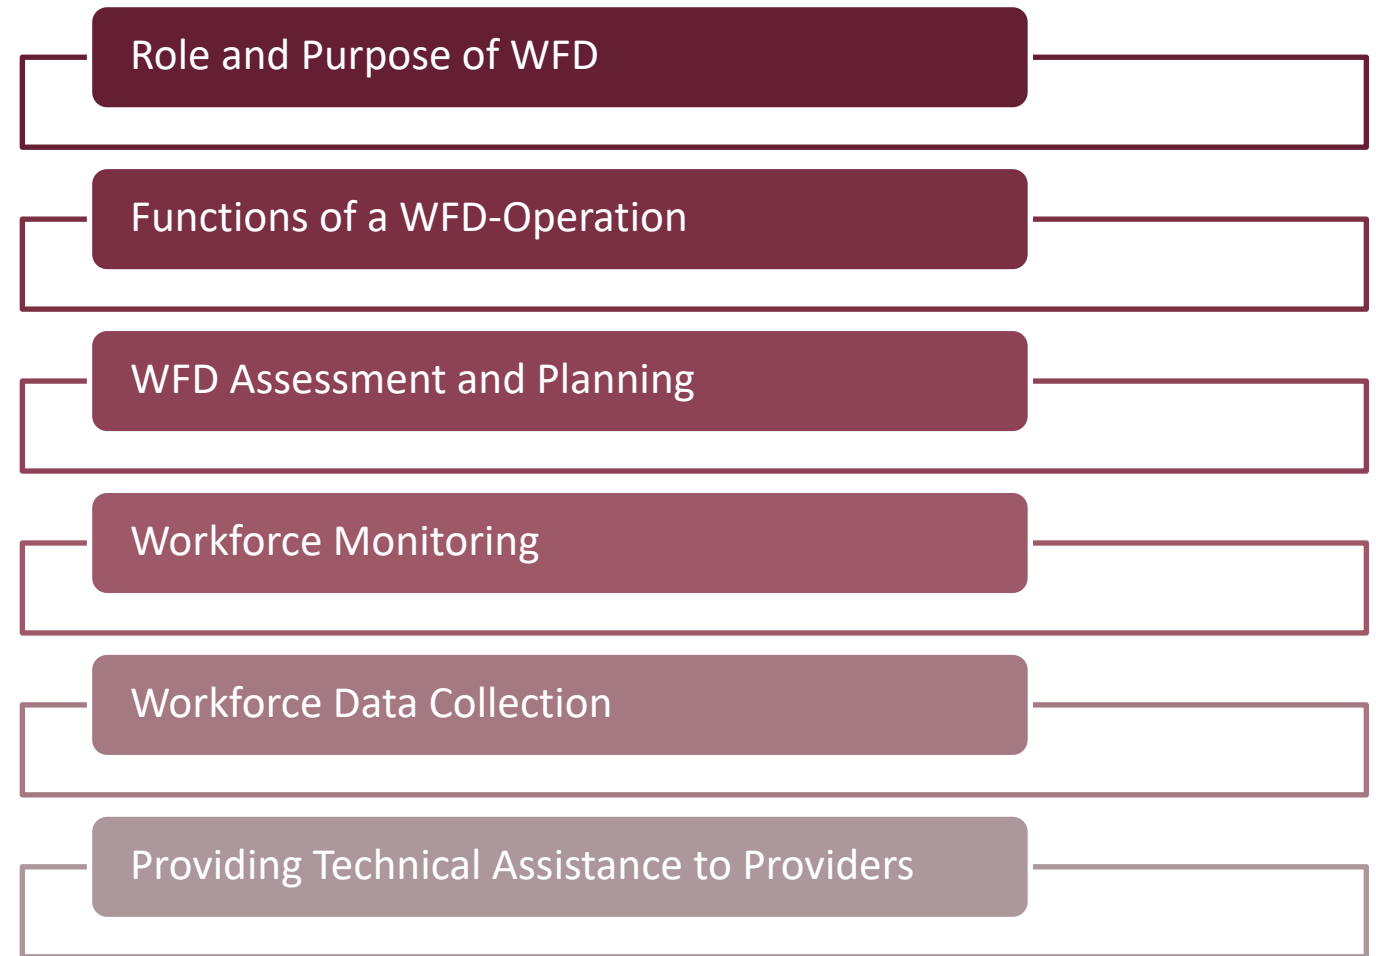 Role and Purpose of WFD
Functions of a WFD-Operation
WFD Assessment and Planning
Workforce Monitoring
Workforce Data Collection
Providing Technical Assistance to Providers